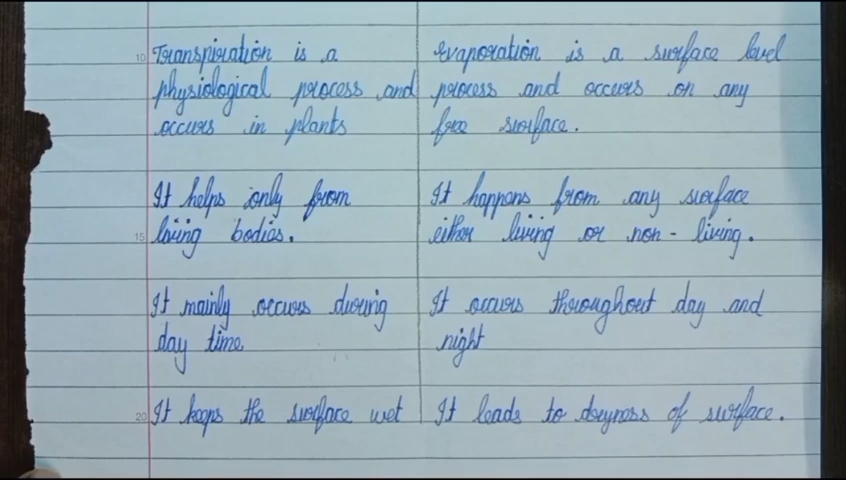 10
Transpiration is a
physiological process and
occurs in plants
Evaporation is a surface level
process and occurs on any
free surface.
It helps only from
living bodies.
15
It happens from any surface
either living or non-living.
It mainly occurs during
day time
It occurs throughout day and
night
20
It keeps the surface wet
It leads to dryness of surface.